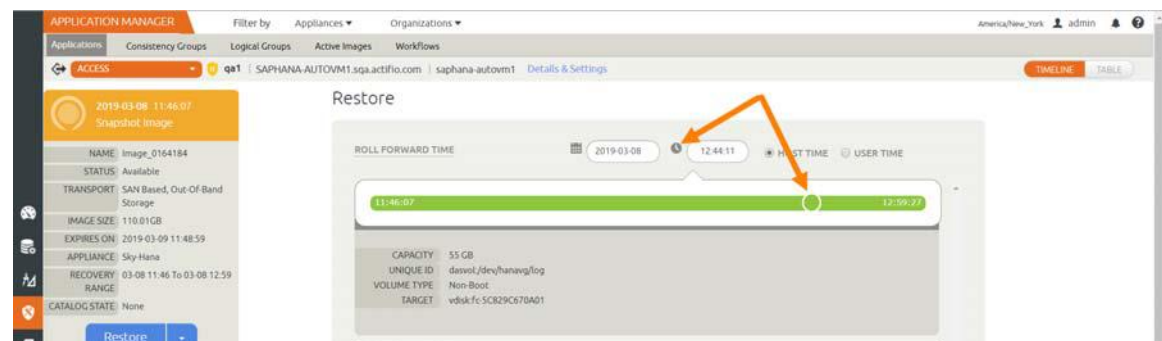 APPLICATION MANAGER Filter by Appliances Organizations America/New_York admin
Applications Consistency Groups Logical Groups Active Images Workflows
ACCESS qa1 | SAPHANA-AUTOVM1.sqa.actifio.com | saphana-autovm1 Details & Settings TIMELINE TABLE
2019-03-08 11:46:07
Snapshot Image
Restore
ROLL FORWARD TIME 2019-03-08 12:44:11 HOST TIME USER TIME
11:46:07 12:59:27
NAME Image_0164184
STATUS Available
TRANSPORT SAN Based, Out-Of-Band
Storage
IMAGE SIZE 110.01GB
EXPIRES ON 2019-03-09 11:48:59
APPLIANCE Sky-Hana
RECOVERY 03-08 11:46 To 03-08 12:59
RANGE
CATALOG STATE None
Restore
CAPACITY 55 GB
UNIQUE ID dasvol:/dev/hanavg/log
VOLUME TYPE Non-Boot
TARGET vdisk:fc-5C829C670A01